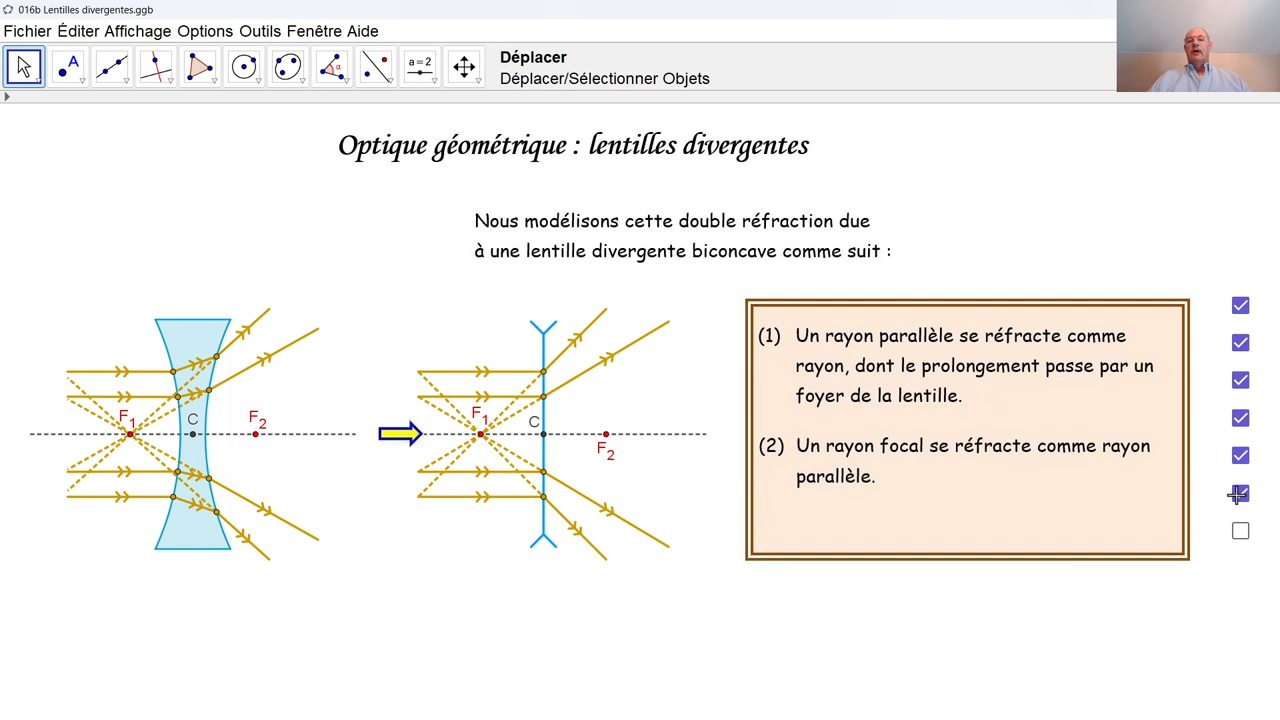 016b Lentilles divergentes.ggb
Fichier Éditer Affichage Options Outils Fenêtre Aide
A
α
a=2
Déplacer
Déplacer/Sélectionner Objets
Optique géométrique : lentilles divergentes
Nous modélisons cette double réfraction due
à une lentille divergente biconcave comme suit :
F1
C
F2
F1
C
F2
(1) Un rayon parallèle se réfracte comme
rayon, dont le prolongement passe par un
foyer de la lentille.
(2) Un rayon focal se réfracte comme rayon
parallèle.